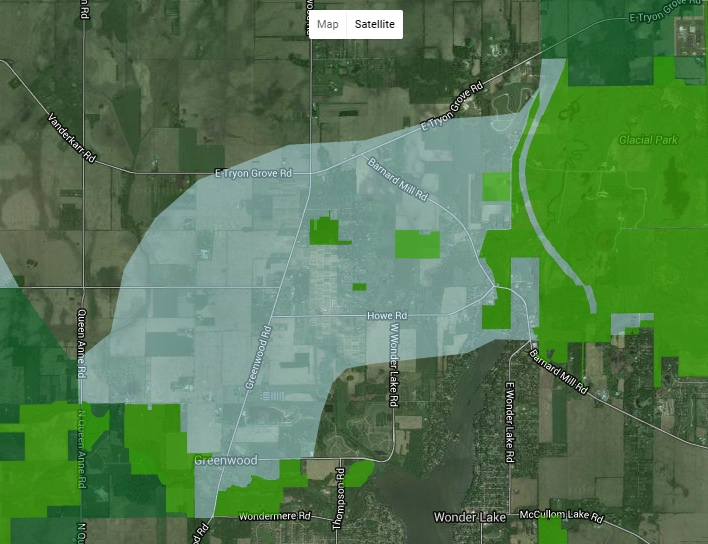 Map Satellite
E Tryon Grove Rd
E Tryon Grove Rd
Vanderkarr Rd
Glacial Park
E Tryon Grove Rd
Barnard Mill Rd
Queen Anne Rd
Howe Rd
Greenwood Rd
W Wonder Lake Rd
Barnard Mill Rd
E Wonder Lake Rd
N Queen Anne Rd
Greenwood
Thompson Rd
Wondermere Rd
Wonder Lake
McCullom Lake Rd